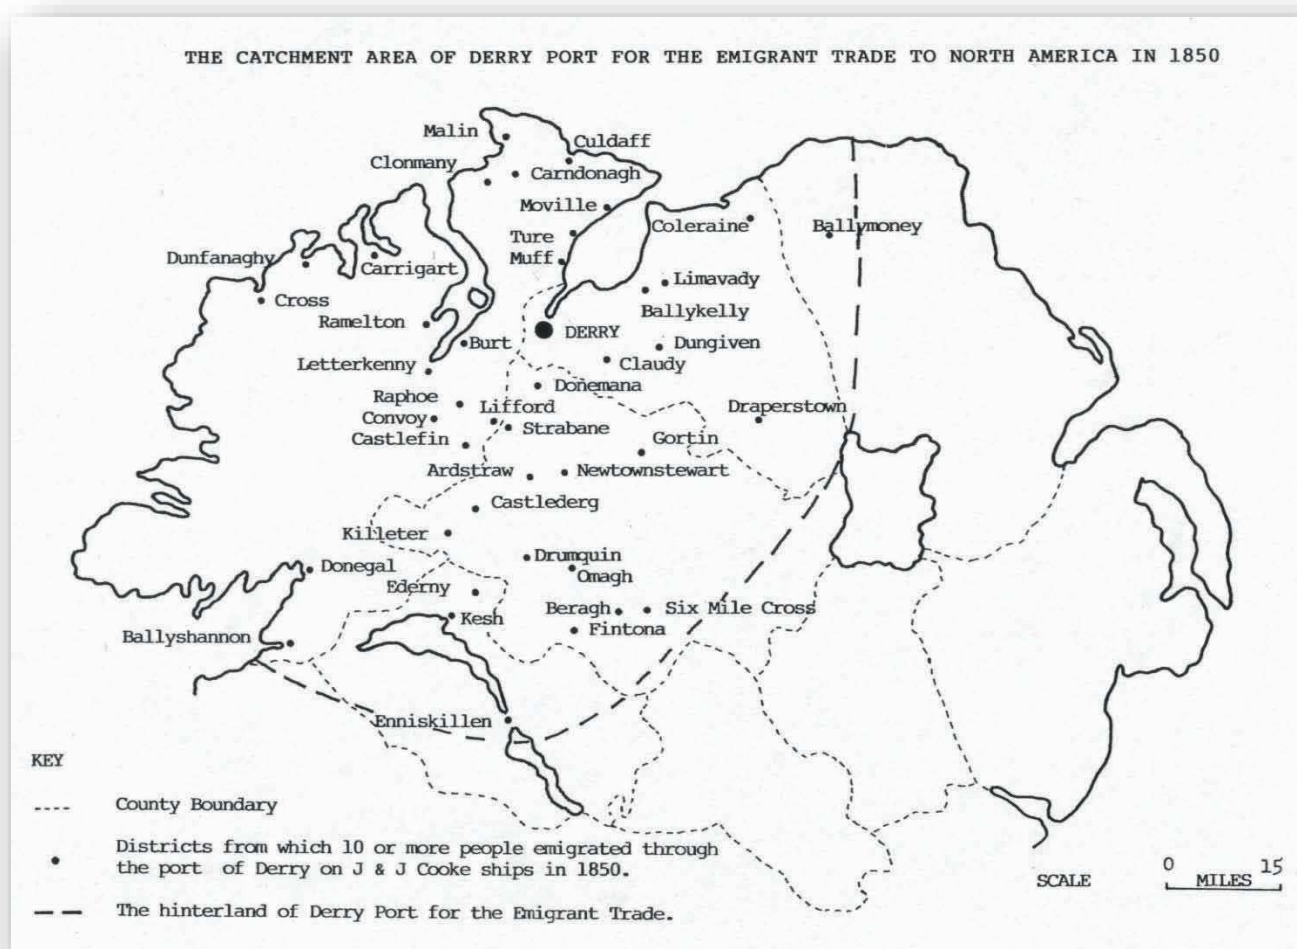 THE CATCHMENT AREA OF DERRY PORT FOR THE EMIGRANT TRADE TO NORTH AMERICA IN 1850
Malin
Culdaff
Clonmany
Carndonagh
Moville
Coleraine
Ballymoney
Ture
Muff
Dunfanaghy
Carrigart
Limavady
Cross
Ballykelly
Ramelton
DERRY
Burt
Dungiven
Letterkenny
Claudy
Donemana
Raphoe
Lifford
Draperstown
Convoy
Strabane
Castlefin
Gortin
Ardstraw
Newtownstewart
Castlederg
Killeter
Drumquin
Donegal
Omagh
Ederny
Beragh
Six Mile Cross
Kesh
Fintona
Ballyshannon
Enniskillen
KEY
County Boundary
Districts from which 10 or more people emigrated through
the port of Derry on J & J Cooke ships in 1850.
The hinterland of Derry Port for the Emigrant Trade.
SCALE
0 15
MILES